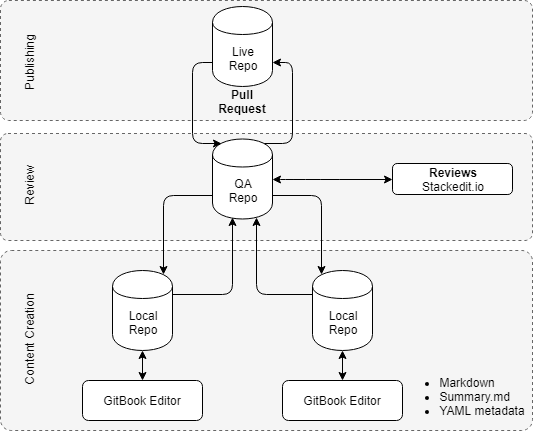 Publishing
Live
Repo
Pull
Request
Review
QA
Repo
Reviews
Stackedit.io
Content Creation
Local
Repo
Local
Repo
GitBook Editor
GitBook Editor
• Markdown
• Summary.md
• YAML metadata